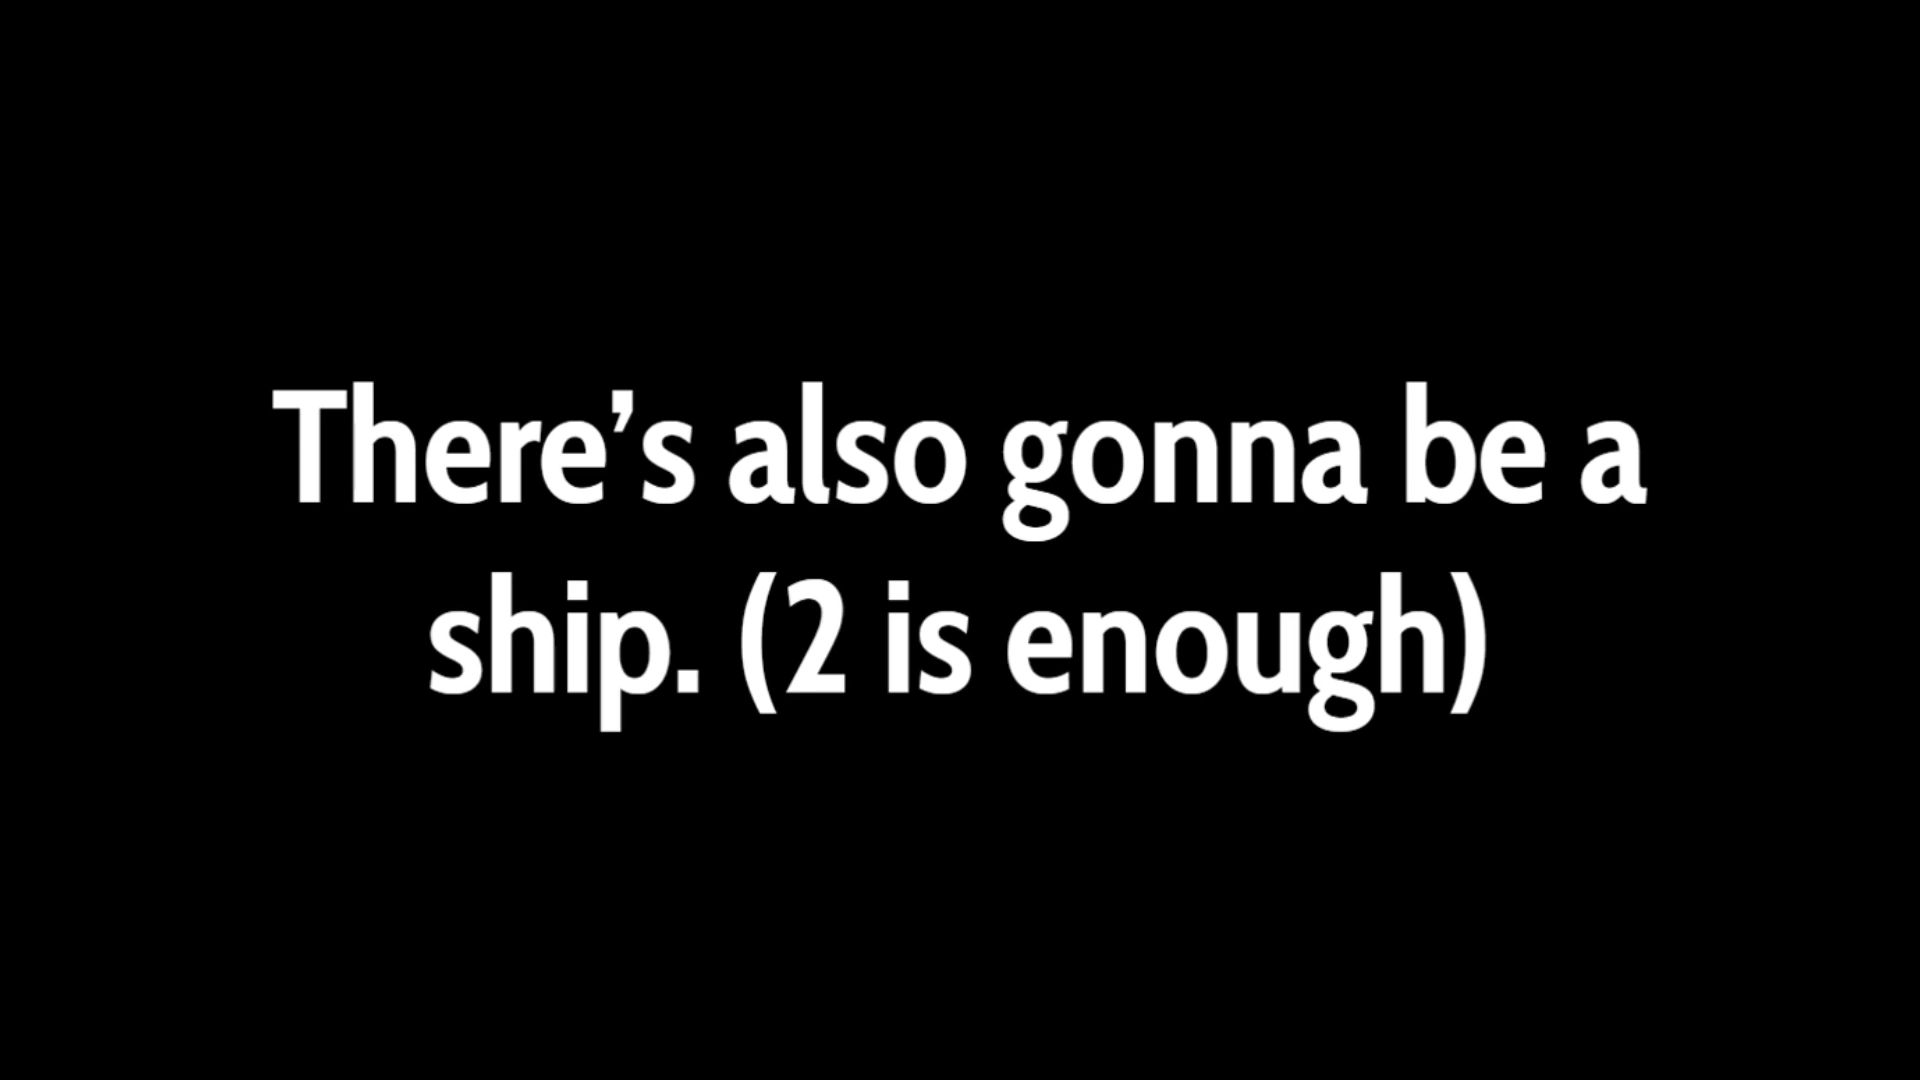 There’s also gonna be a
ship. (2 is enough)